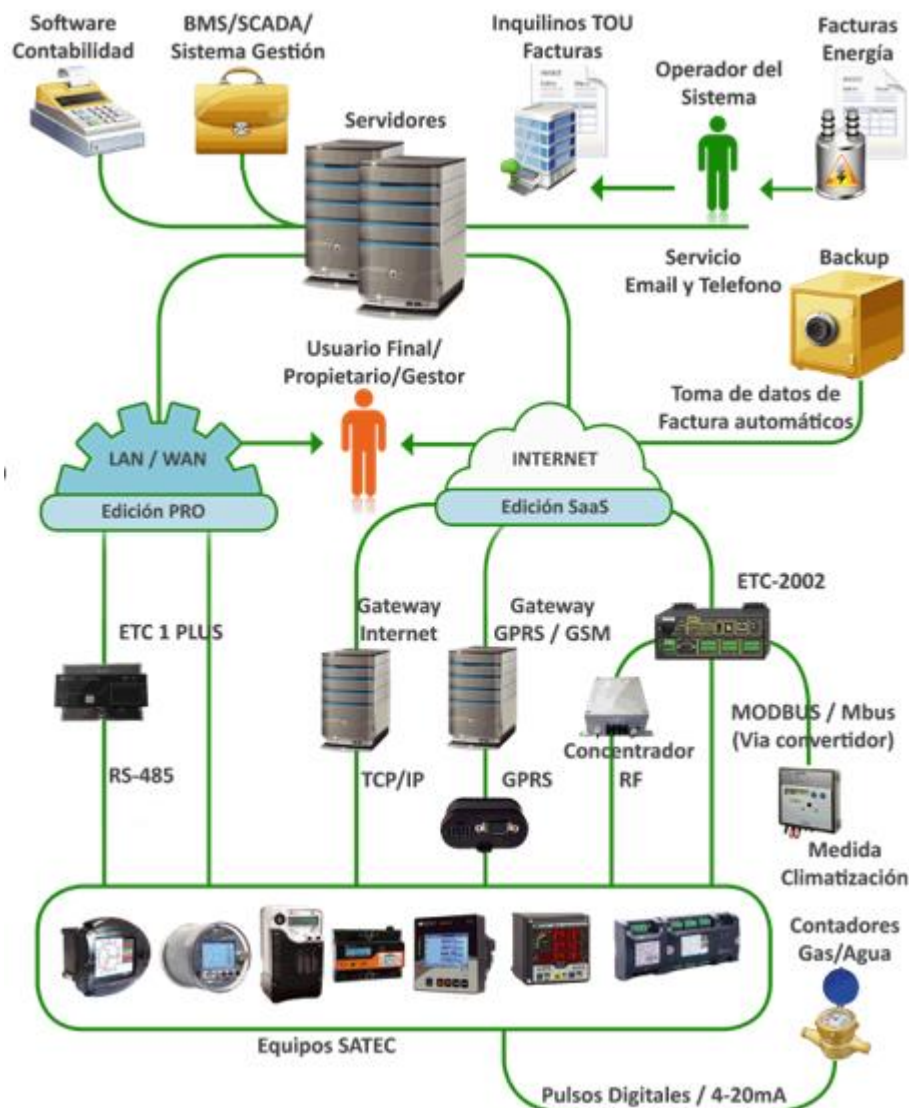 Software
Contabilidad
BMS/SCADA/
Sistema Gestión
Inquilinos TOU
Facturas
Facturas
Energía
Operador del
Sistema
Servidores
Servicio
Email y Telefono
Backup
Usuario Final/
Propietario/Gestor
Toma de datos de
Factura automáticos
LAN / WAN
INTERNET
Edición PRO
Edición SaaS
ETC-2002
ETC 1 PLUS
Gateway
Internet
Gateway
GPRS / GSM
MODBUS / Mbus
(Via convertidor)
Concentrador
RF
RS-485
TCP/IP
GPRS
Medida
Climatización
Contadores
Gas/Agua
Equipos SATEC
Pulsos Digitales / 4-20mA